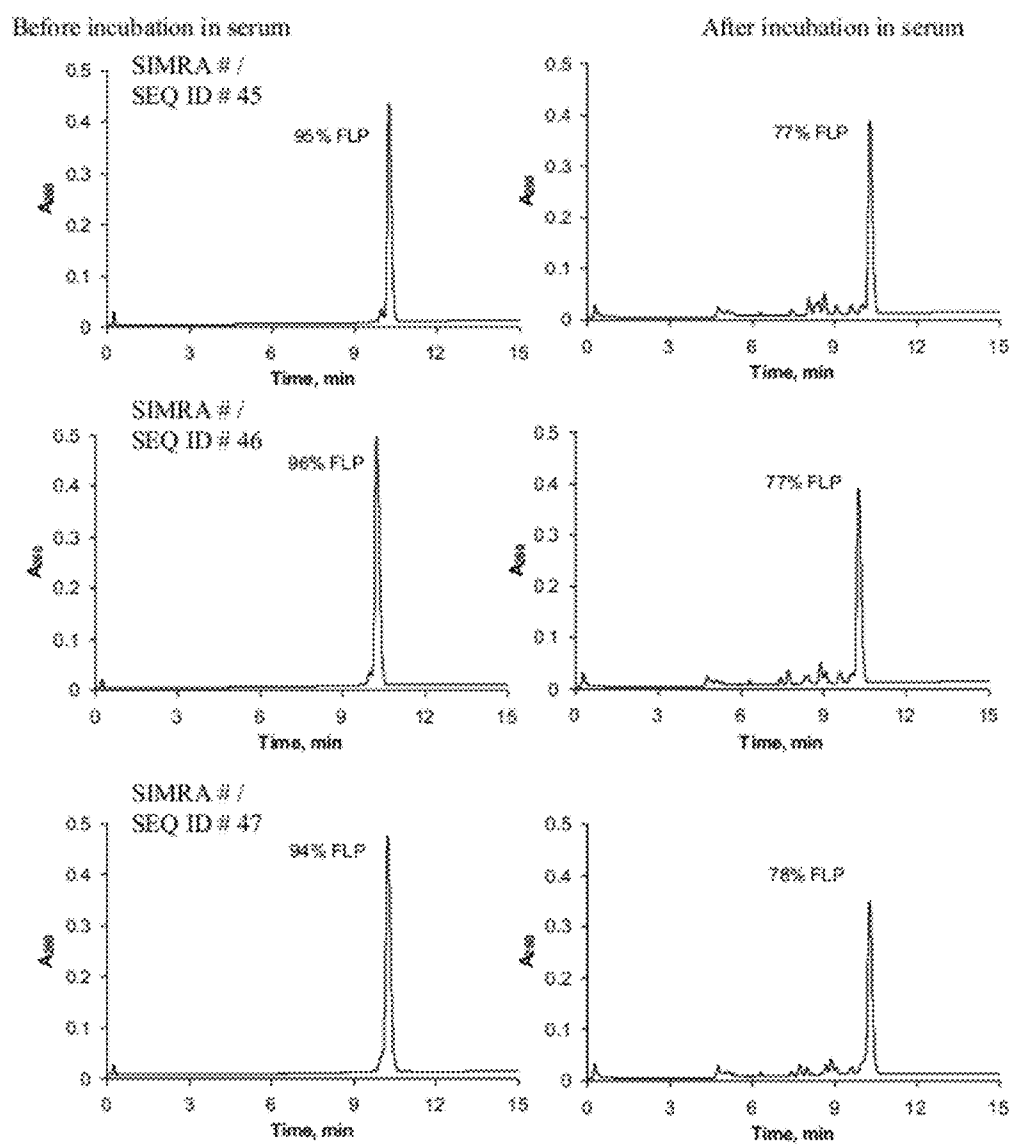 Before incubation in serum
After incubation in serum
SIMRA # /
SEQ ID # 45
95% FLP
0.5
0.4
0.3
0.2
0.1
0
0 3 6 9 12 15
Time, min
77% FLP
0.5
0.4
0.3
0.2
0.1
0
0 3 6 9 12 15
Time, min
SIMRA # /
SEQ ID # 46
FLP
0.5
0.4
0.3
0.2
0.1
0
0 3 6 9 12 15
Time, min
77% FLP
0.5
0.4
0.3
0.2
0.1
0
0 3 6 9 12 15
Time, min
SIMRA # /
SEQ ID # 47
94% FLP
0.5
0.4
0.3
0.2
0.1
0
0 3 6 9 12 15
Time, min
FLP
0.5
0.4
0.3
0.2
0.1
0
0 3 6 9 12 15
Time, min